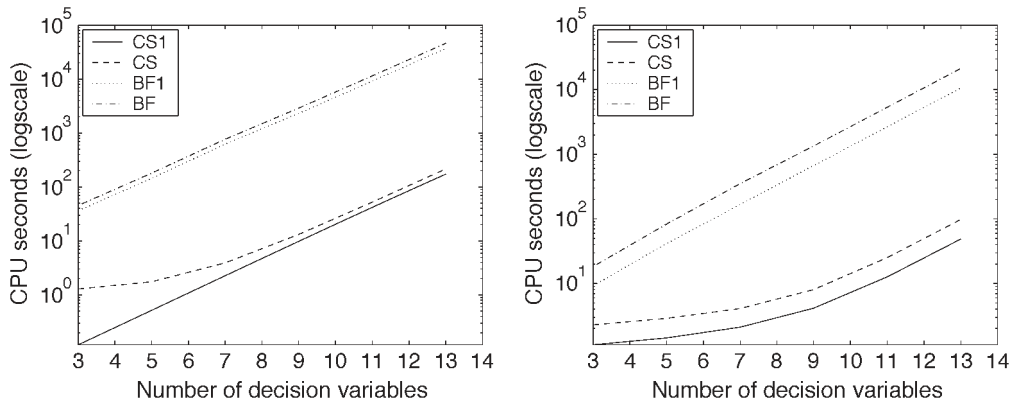 10^5
10^4
10^3
10^2
10^1
10^0
CPU seconds (logscale)
CS1
CS
BF1
BF
3 4 5 6 7 8 9 10 11 12 13 14
Number of decision variables
10^5
10^4
10^3
10^2
10^1
CPU seconds (logscale)
CS1
CS
BF1
BF
3 4 5 6 7 8 9 10 11 12 13 14
Number of decision variables